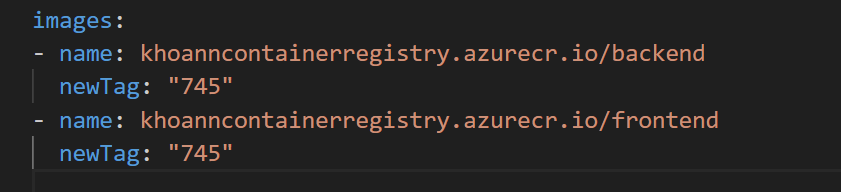 images:
- name: khoanncontainerregistry.azurecr.io/backend
  newTag: "745"
- name: khoanncontainerregistry.azurecr.io/frontend
  newTag: "745"